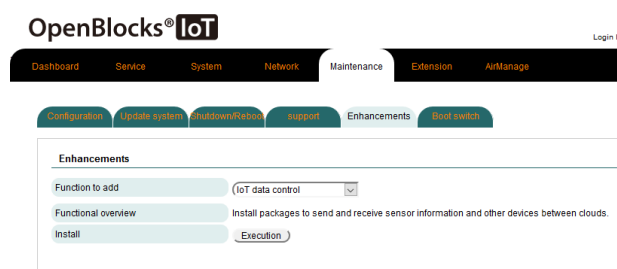 OpenBlocks® IoT
Login
Dashboard Service System Network Maintenance Extension AirManage
Configuration Update system Shutdown/Reboot support Enhancements Boot switch
Enhancements
Function to add IoT data control
Functional overview Install packages to send and receive sensor information and other devices between clouds.
Install Execution